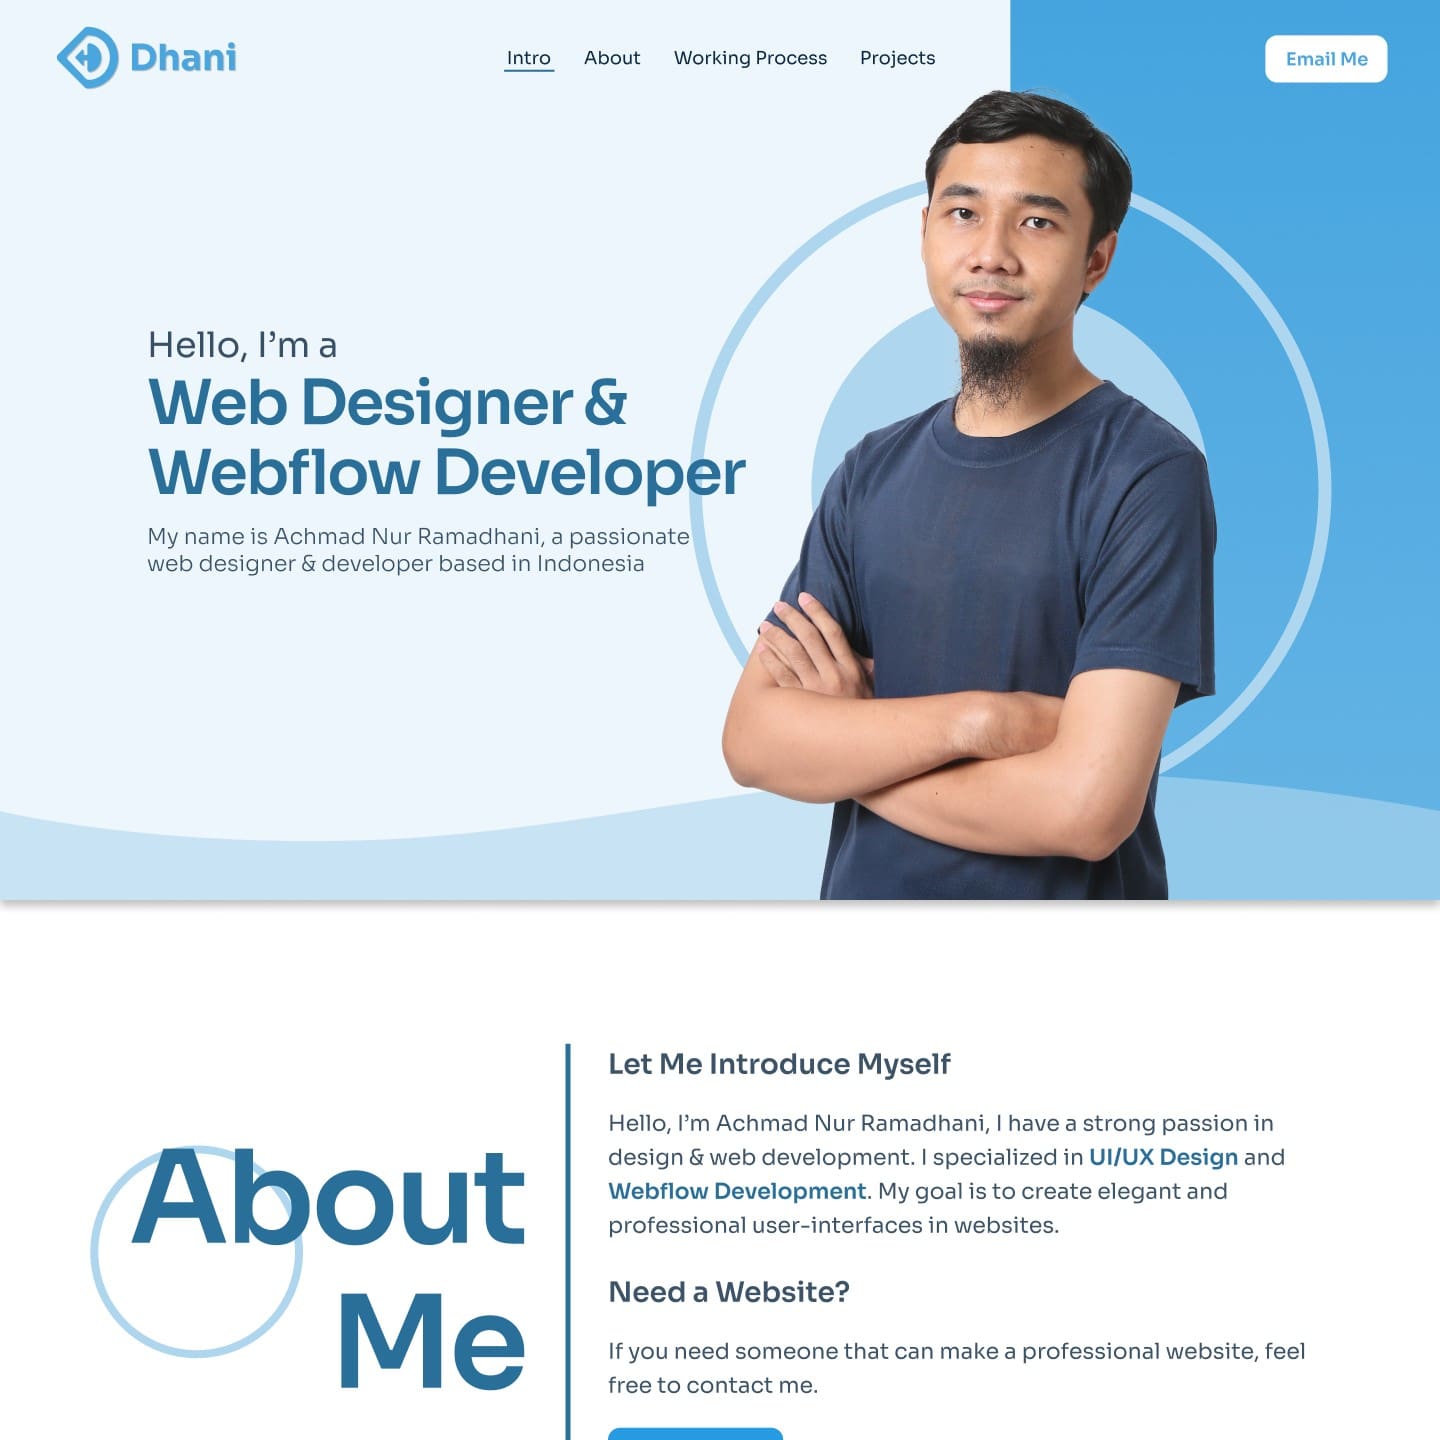 Dhani
Intro
About
Working Process
Projects
Email Me
Hello, I’m a
Web Designer &
Webflow Developer
My name is Achmad Nur Ramadhani, a passionate
web designer & developer based in Indonesia
About
Me
Let Me Introduce Myself
Hello, I’m Achmad Nur Ramadhani, I have a strong passion in
design & web development. I specialized in UI/UX Design and
Webflow Development. My goal is to create elegant and
professional user-interfaces in websites.
Need a Website?
If you need someone that can make a professional website, feel
free to contact me.